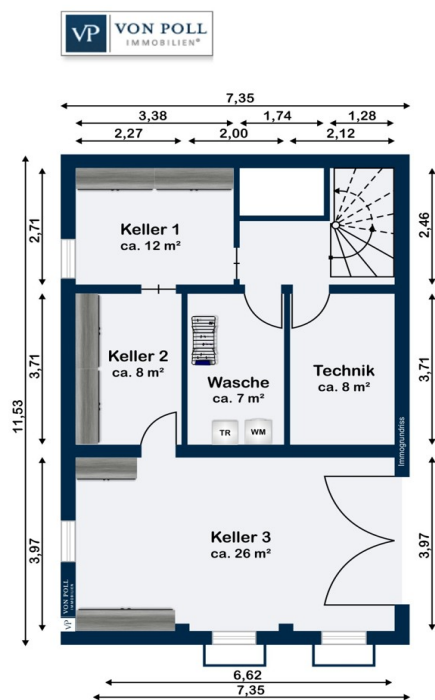 VP VON POLL
IMMOBILIEN®
7,35
3,38 1,74 1,28
2,27 2,00 2,12
2,71
2,46
Keller 1
ca. 12 m²
11,53
3,71
3,71
Keller 2
ca. 8 m²
Wasche
ca. 7 m²
Technik
ca. 8 m²
TR WM
Immogrundriss
3,97
3,97
Keller 3
ca. 26 m²
VP VON POLL
IMMOBILIEN
6,62
7,35